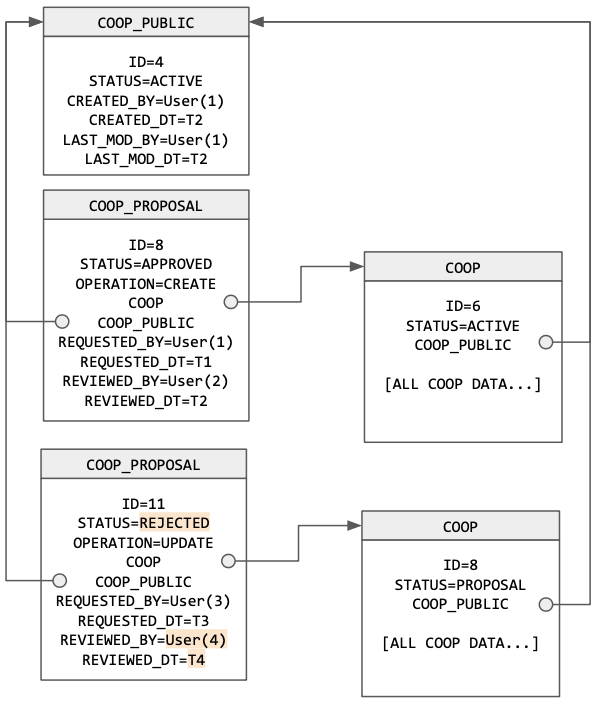 COOP_PUBLIC
ID=4
STATUS=ACTIVE
CREATED_BY=User(1)
CREATED_DT=T2
LAST_MOD_BY=User(1)
LAST_MOD_DT=T2
COOP_PROPOSAL
ID=8
STATUS=APPROVED
OPERATION=CREATE
COOP
COOP_PUBLIC
REQUESTED_BY=User(1)
REQUESTED_DT=T1
REVIEWED_BY=User(2)
REVIEWED_DT=T2
COOP
ID=6
STATUS=ACTIVE
COOP_PUBLIC
[ALL COOP DATA...]
COOP_PROPOSAL
ID=11
STATUS=REJECTED
OPERATION=UPDATE
COOP
COOP_PUBLIC
REQUESTED_BY=User(3)
REQUESTED_DT=T3
REVIEWED_BY=User(4)
REVIEWED_DT=T4
COOP
ID=8
STATUS=PROPOSAL
COOP_PUBLIC
[ALL COOP DATA...]